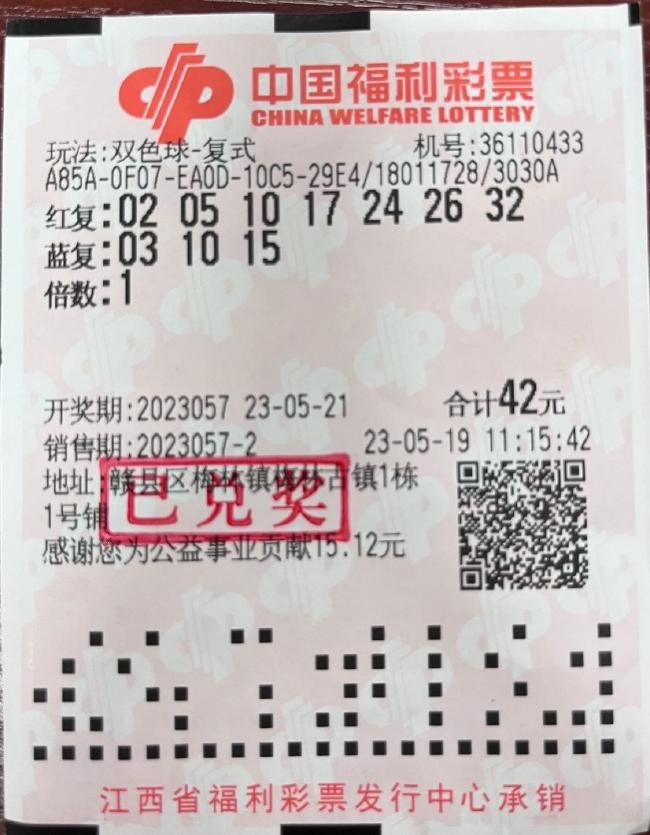 中国福利彩票
CHINA WELFARE LOTTERY
玩法:双色球-复式 机号:36110433
A85A-0F07-EA0D-10C5-29E4/18011728/3030A
红复:02 05 10 17 24 26 32
蓝复:03 10 15
倍数:1
开奖期:2023057 23-05-21 合计42元
销售期:2023057-2 23-05-19 11:15:42
地址:赣县区梅林镇梅林古镇1栋
1号铺
已兑奖
感谢您为公益事业贡献15.12元
江西省福利彩票发行中心承销